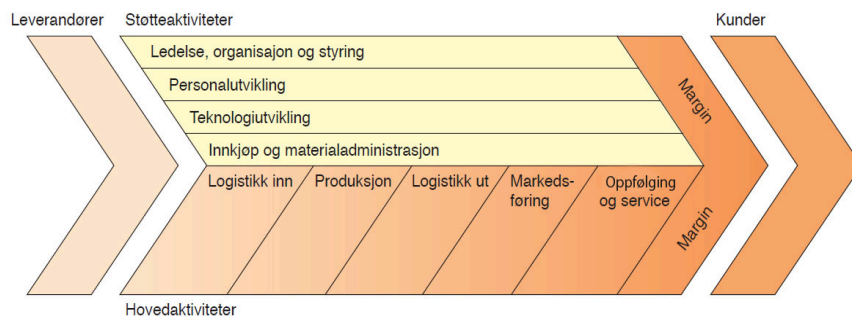 Leverandører
Støtteaktiviteter
Kunder
Ledelse, organisajon og styring
Personalutvikling
Teknologiutvikling
Innkjøp og materialadministrasjon
Margin
Logistikk inn
Produksjon
Logistikk ut
Markeds-
føring
Oppfølging
og service
Margin
Hovedaktiviteter